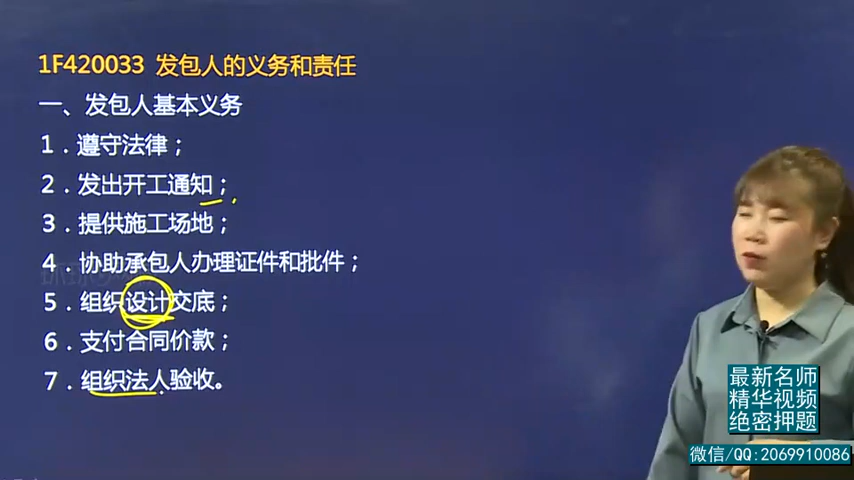 1F420033 发包人的义务和责任
一、发包人基本义务
1．遵守法律；
2．发出开工通知；
3．提供施工场地；
4．协助承包人办理证件和批件；
5．组织设计交底；
6．支付合同价款；
7．组织法人验收。
最新名师
精华视频
绝密押题
微信/QQ:2069910086